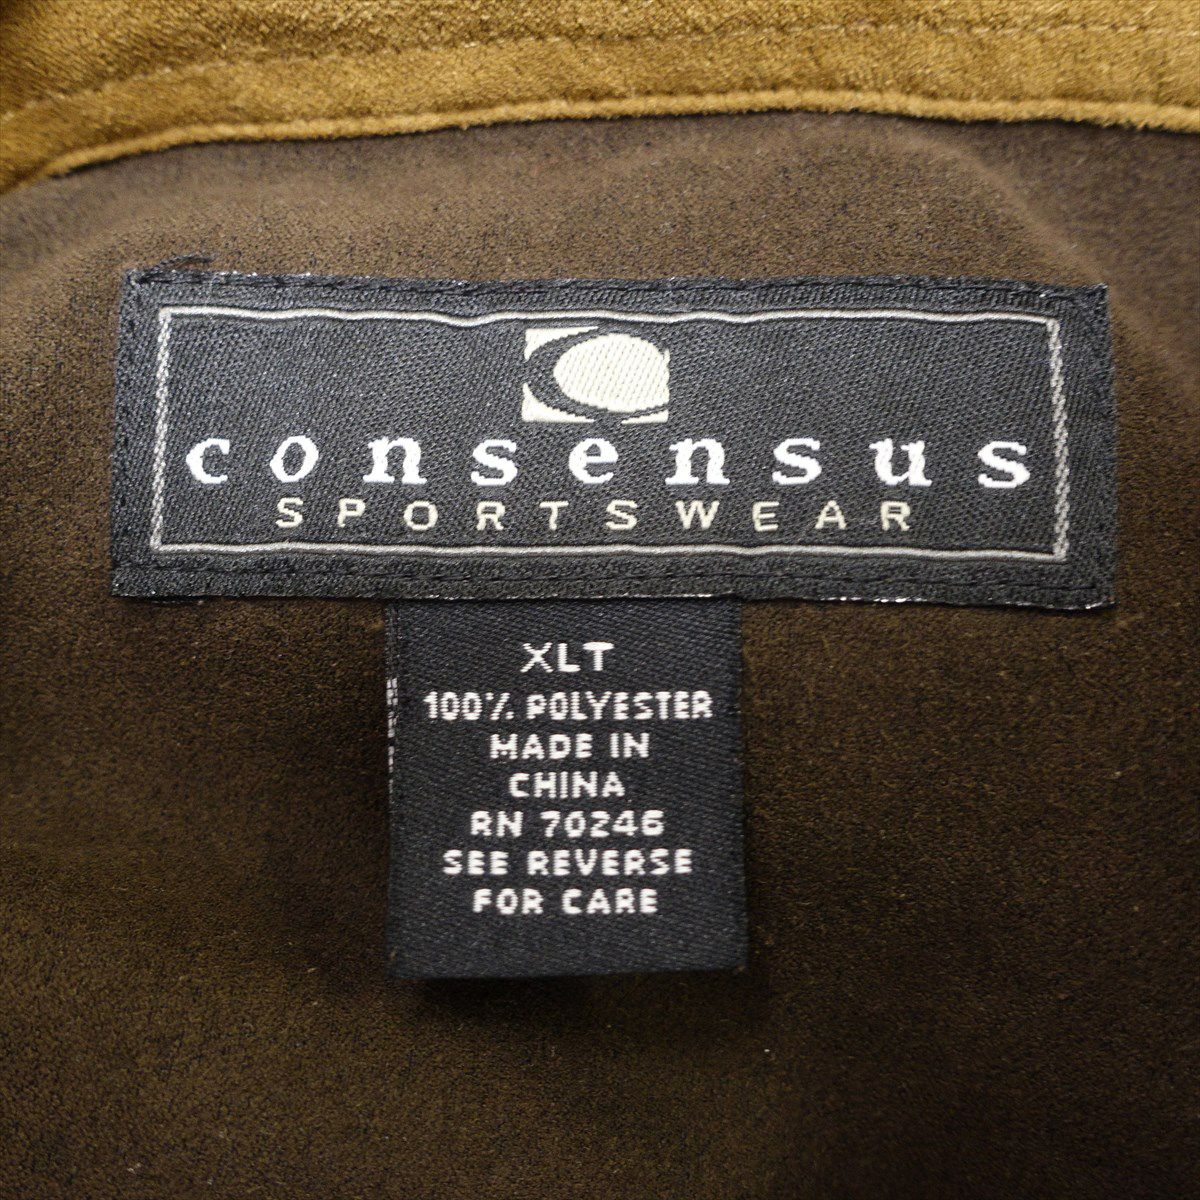 consensus
SPORTSWEAR
XLT
100% POLYESTER
MADE IN
CHINA
RN 70246
SEE REVERSE
FOR CARE